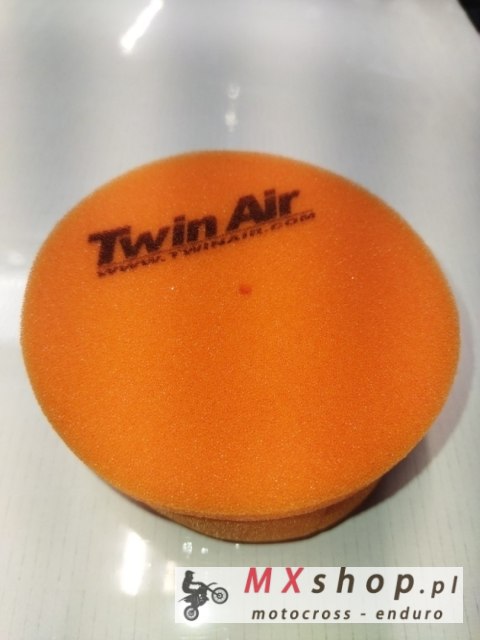 Twin Air
WWW.TWINAIR.COM
MXshop.pl
motocross - enduro